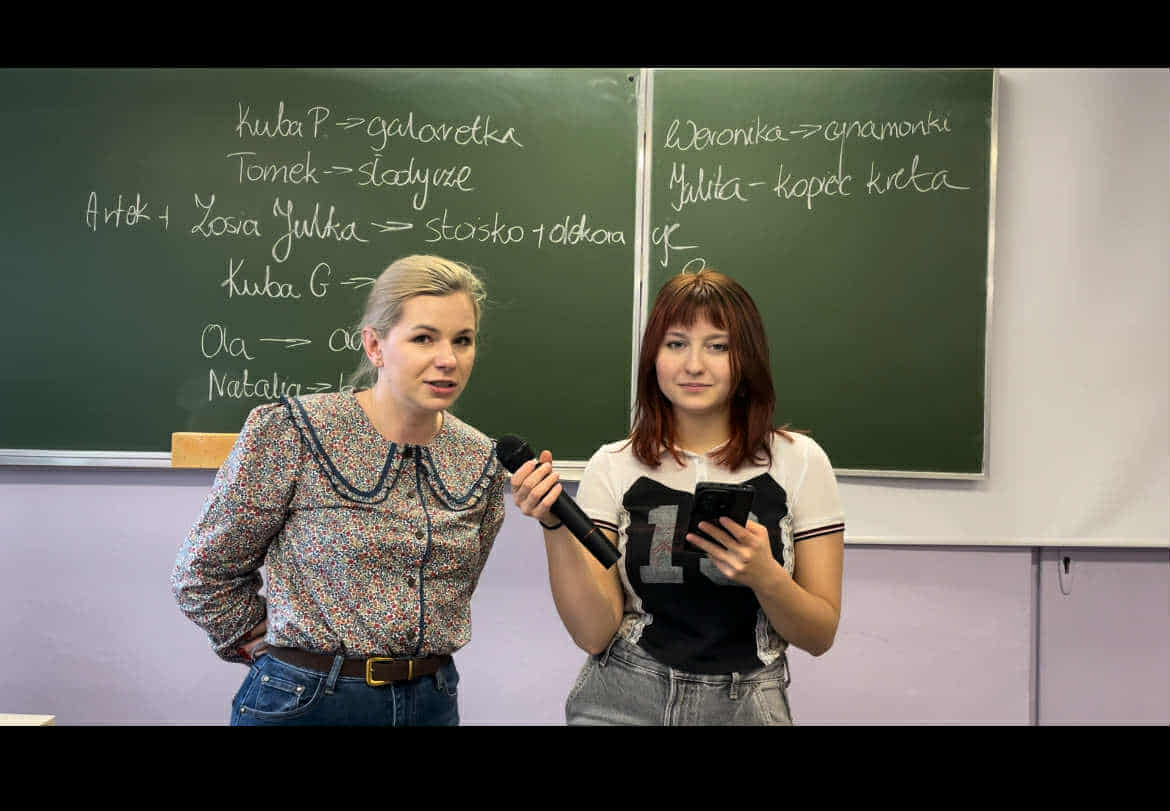 Kuba P. → galaretka
Tomek → słodycze
Artek + Zosia Julka → stoisko + dekoracje
Kuba G →
Ola →
Natalia →
Weronika → cynamonki
Julita - kopiec kreta